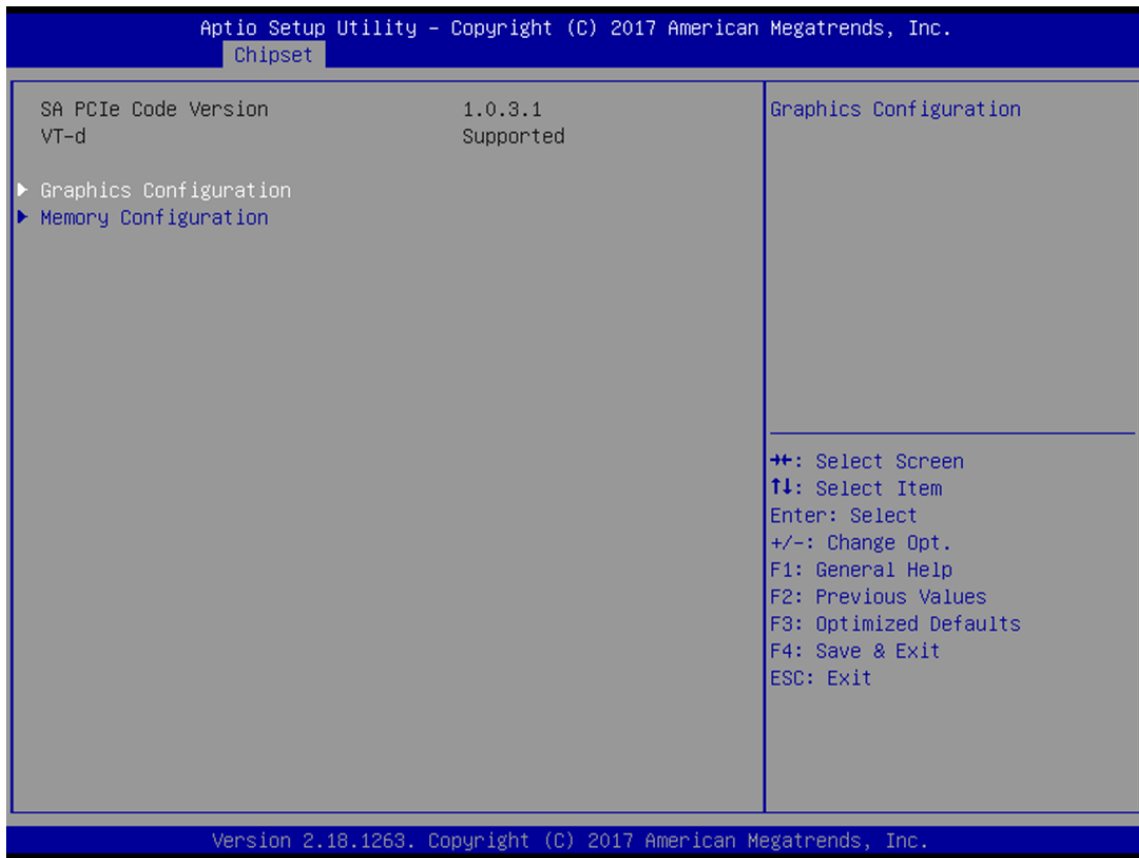 Aptio Setup Utility – Copyright (C) 2017 American Megatrends, Inc.
Chipset
SA PCIe Code Version 1.0.3.1
VT-d Supported
▶ Graphics Configuration
▶ Memory Configuration
Graphics Configuration
→←: Select Screen
↑↓: Select Item
Enter: Select
+/-: Change Opt.
F1: General Help
F2: Previous Values
F3: Optimized Defaults
F4: Save & Exit
ESC: Exit
Version 2.18.1263. Copyright (C) 2017 American Megatrends, Inc.